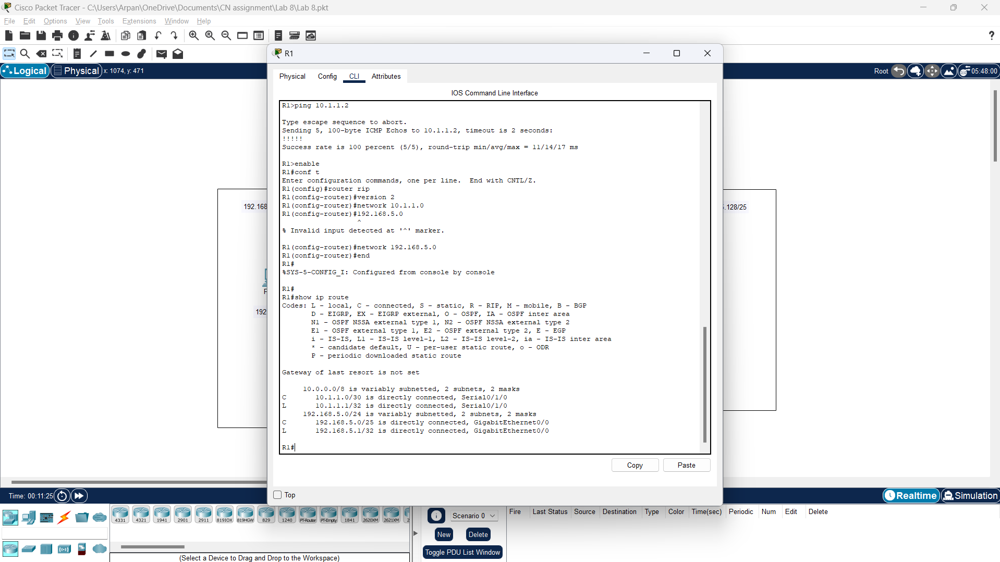 Cisco Packet Tracer - C:\Users\Arpan\OneDrive\Documents\CN assignment\Lab 8\Lab 8.pkt
File Edit Options View Tools Extensions Window Help
?
Logical Physical x: 1074, y: 471
Root 05:48:00
R1
Physical Config CLI Attributes
IOS Command Line Interface
R1>ping 10.1.1.2
Type escape sequence to abort.
Sending 5, 100-byte ICMP Echos to 10.1.1.2, timeout is 2 seconds:
!!!!!
Success rate is 100 percent (5/5), round-trip min/avg/max = 11/14/17 ms
R1>enable
R1#conf t
Enter configuration commands, one per line.  End with CNTL/Z.
R1(config)#router rip
R1(config-router)#version 2
R1(config-router)#network 10.1.1.0
R1(config-router)#192.168.5.0
^
% Invalid input detected at '^' marker.
R1(config-router)#network 192.168.5.0
R1(config-router)#end
R1#
%SYS-5-CONFIG_I: Configured from console by console
R1#
R1#show ip route
Codes: L - local, C - connected, S - static, R - RIP, M - mobile, B - BGP
D - EIGRP, EX - EIGRP external, O - OSPF, IA - OSPF inter area
N1 - OSPF NSSA external type 1, N2 - OSPF NSSA external type 2
E1 - OSPF external type 1, E2 - OSPF external type 2, E - EGP
i - IS-IS, L1 - IS-IS level-1, L2 - IS-IS level-2, ia - IS-IS inter area
* - candidate default, U - per-user static route, o - ODR
P - periodic downloaded static route
Gateway of last resort is not set
10.0.0.0/8 is variably subnetted, 2 subnets, 2 masks
C 10.1.1.0/30 is directly connected, Serial0/1/0
L 10.1.1.1/32 is directly connected, Serial0/1/0
192.168.5.0/24 is variably subnetted, 2 subnets, 2 masks
C 192.168.5.0/25 is directly connected, GigabitEthernet0/0
L 192.168.5.1/32 is directly connected, GigabitEthernet0/0
R1#
Copy Paste
Top
192.168
192
.128/25
Time: 00:11:25
Realtime Simulation
4331 4321 1941 2901 2911 819IOX 819HGW 829 1240 PT-Router PT-Empty 1841 2620XM 2621XM
(Select a Device to Drag and Drop to the Workspace)
Scenario 0
New Delete
Toggle PDU List Window
Fire Last Status Source Destination Type Color Time(sec) Periodic Num Edit Delete